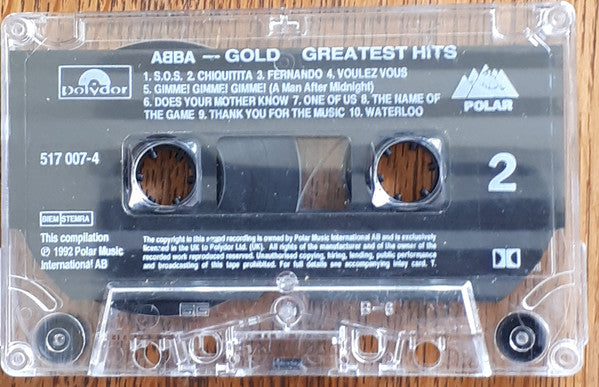 ABBA — GOLD GREATEST HITS
polydor
1. S.O.S. 2. CHIQUITITA 3. FERNANDO 4. VOULEZ VOUS
5. GIMME! GIMME! GIMME! (A Man After Midnight)
6. DOES YOUR MOTHER KNOW 7. ONE OF US 8. THE NAME OF
THE GAME 9. THANK YOU FOR THE MUSIC 10. WATERLOO
POLAR
517 007-4
2
BIEM STEMRA
This compilation
℗ 1992 Polar Music
International AB
The copyright in this sound recording is owned by Polar Music International AB and is exclusively
licensed in the UK to Polydor Ltd. (UK). All rights of the manufacturer and of the owner of the
recorded work reproduced reserved. Unauthorised copying, hiring, lending, public performance
and broadcasting of this tape prohibited. For full details see accompanying inlay card. T.